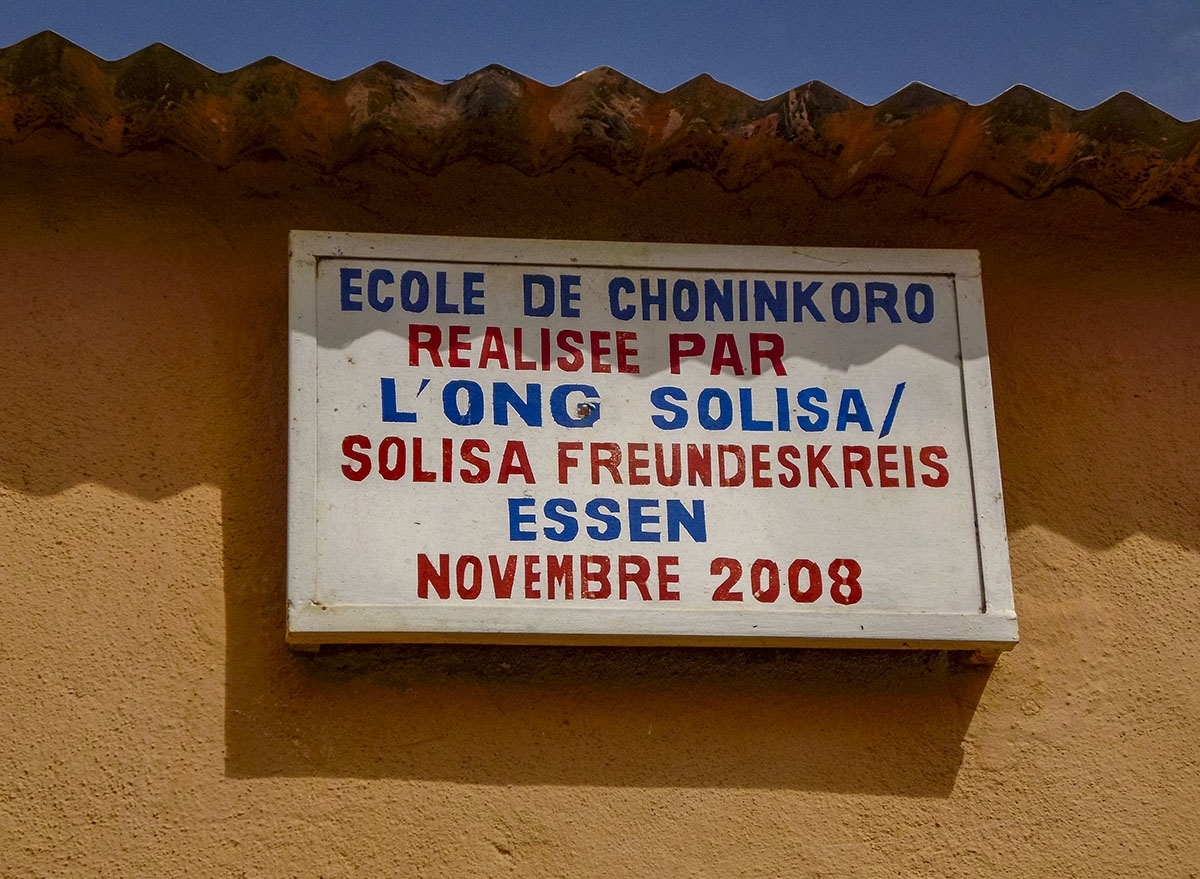 ECOLE DE CHONINKORO
REALISEE PAR
L'ONG SOLISA/
SOLISA FREUNDESKREIS
ESSEN
NOVEMBRE 2008